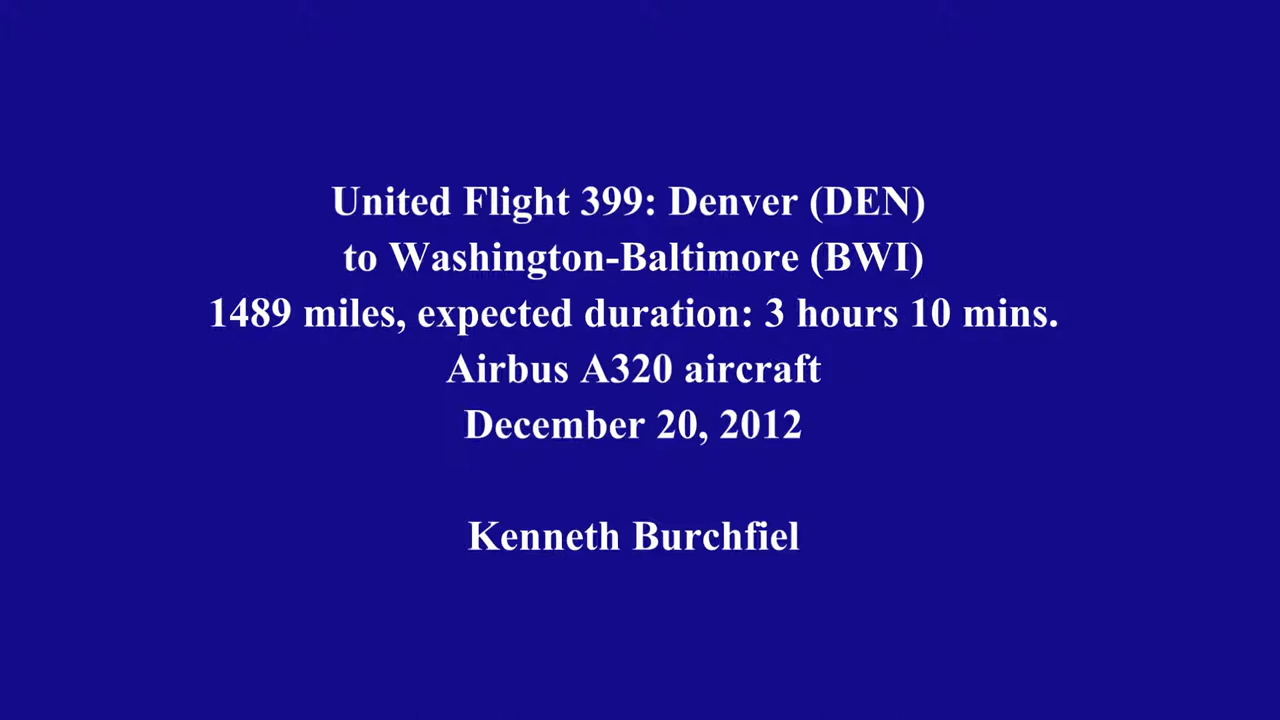 United Flight 399: Denver (DEN)
to Washington-Baltimore (BWI)
1489 miles, expected duration: 3 hours 10 mins.
Airbus A320 aircraft
December 20, 2012
Kenneth Burchfiel